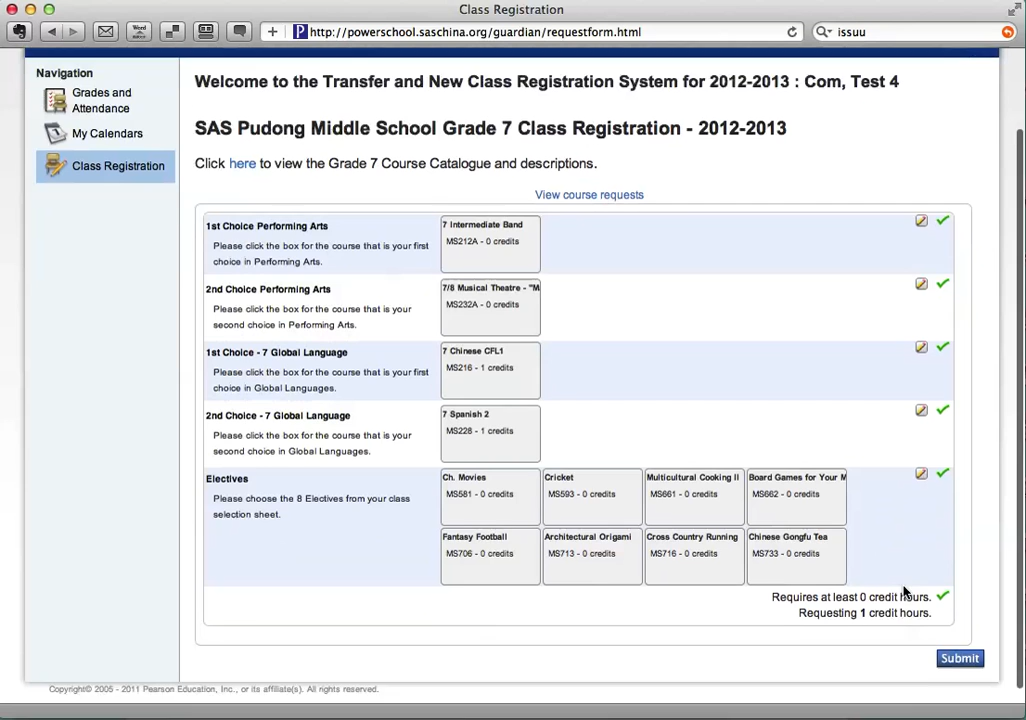 Class Registration
Word
http://powerschool.saschina.org/guardian/requestform.html
issuu
Navigation
Grades and
Attendance
My Calendars
Class Registration
Welcome to the Transfer and New Class Registration System for 2012-2013 : Com, Test 4
SAS Pudong Middle School Grade 7 Class Registration - 2012-2013
Click here to view the Grade 7 Course Catalogue and descriptions.
View course requests
1st Choice Performing Arts
Please click the box for the course that is your first
choice in Performing Arts.
7 Intermediate Band
MS212A - 0 credits
2nd Choice Performing Arts
Please click the box for the course that is your
second choice in Performing Arts.
7/8 Musical Theatre - "M
MS232A - 0 credits
1st Choice - 7 Global Language
Please click the box for the course that is your first
choice in Global Languages.
7 Chinese CFL1
MS216 - 1 credits
2nd Choice - 7 Global Language
Please click the box for the course that is your
second choice in Global Languages.
7 Spanish 2
MS228 - 1 credits
Electives
Please choose the 8 Electives from your class
selection sheet.
Ch. Movies
MS581 - 0 credits
Cricket
MS593 - 0 credits
Multicultural Cooking II
MS661 - 0 credits
Board Games for Your M
MS662 - 0 credits
Fantasy Football
MS706 - 0 credits
Architectural Origami
MS713 - 0 credits
Cross Country Running
MS716 - 0 credits
Chinese Gongfu Tea
MS733 - 0 credits
Requires at least 0 credit hours.
Requesting 1 credit hours.
Submit
Copyright© 2005 - 2011 Pearson Education, Inc., or its affiliate(s). All rights reserved.